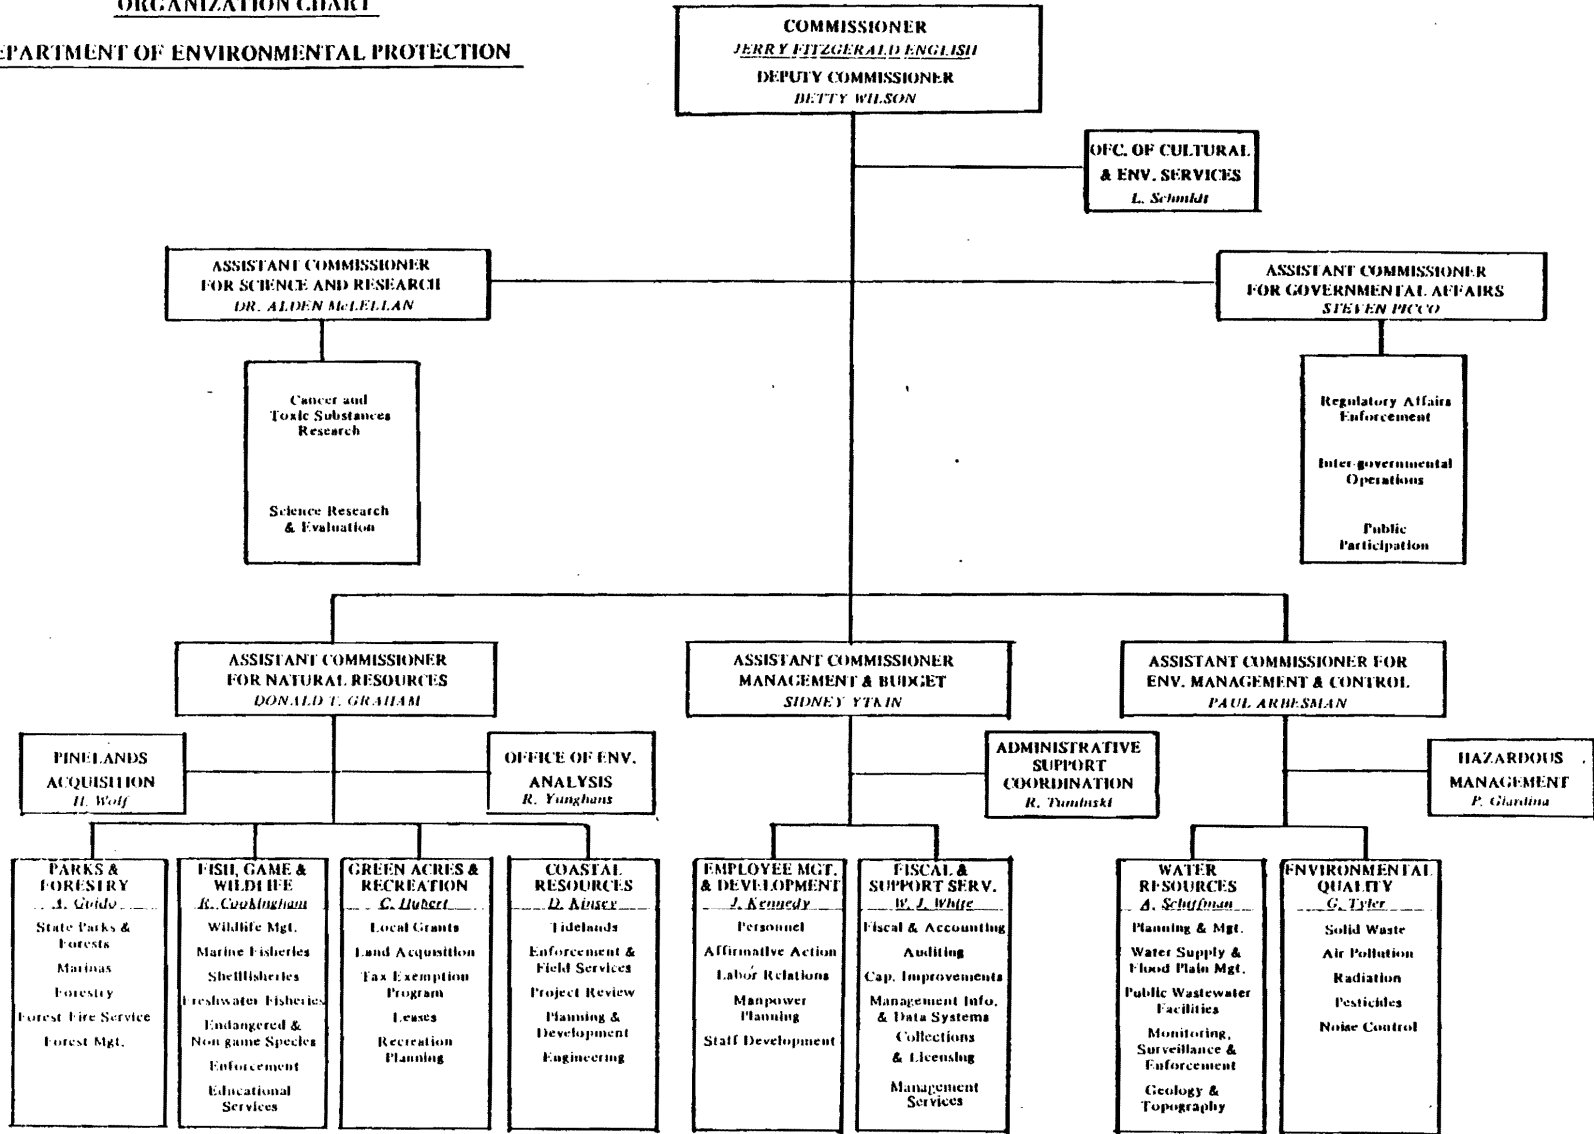 ORGANIZATION CHART
EPARTMENT OF ENVIRONMENTAL PROTECTION
COMMISSIONER
JERRY FITZGERALD ENGLISH
DEPUTY COMMISSIONER
BETTY WILSON
OFC. OF CULTURAL
& ENV. SERVICES
L. Schmidt
ASSISTANT COMMISSIONER
FOR SCIENCE AND RESEARCH
DR. ALDEN McLELLAN
ASSISTANT COMMISSIONER
FOR GOVERNMENTAL AFFAIRS
STEVEN PICCO
Cancer and
Toxic Substances
Research
Science Research
& Evaluation
Regulatory Affairs
Enforcement
Inter-governmental
Operations
Public
Participation
ASSISTANT COMMISSIONER
FOR NATURAL RESOURCES
DONALD T. GRAHAM
ASSISTANT COMMISSIONER
MANAGEMENT & BUDGET
SIDNEY YTKIN
ASSISTANT COMMISSIONER FOR
ENV. MANAGEMENT & CONTROL
PAUL ARBESMAN
PINELANDS
ACQUISITION
H. Wolf
OFFICE OF ENV.
ANALYSIS
R. Yunghans
ADMINISTRATIVE
SUPPORT
COORDINATION
R. Tuminski
HAZARDOUS
MANAGEMENT
P. Giardina
PARKS &
FORESTRY
A. Guido
State Parks &
Forests
Marinas
Forestry
Forest Fire Service
Forest Mgt.
FISH, GAME &
WILDLIFE
R. Cookingham
Wildlife Mgt.
Marine Fisheries
Shellfisheries
Freshwater Fisheries
Endangered &
Non game Species
Enforcement
Educational
Services
GREEN ACRES &
RECREATION
C. Hubert
Local Grants
Land Acquisition
Tax Exemption
Program
Leases
Recreation
Planning
COASTAL
RESOURCES
D. Kinsey
Tidelands
Enforcement &
Field Services
Project Review
Planning &
Development
Engineering
EMPLOYEE MGT.
& DEVELOPMENT
J. Kennedy
Personnel
Affirmative Action
Labor Relations
Manpower
Planning
Staff Development
FISCAL &
SUPPORT SERV.
W. J. White
Fiscal & Accounting
Auditing
Cap. Improvements
Management Info.
& Data Systems
Collections
& Licensing
Management
Services
WATER
RESOURCES
A. Schiffman
Planning & Mgt.
Water Supply &
Flood Plain Mgt.
Public Wastewater
Facilities
Monitoring,
Surveillance &
Enforcement
Geology &
Topography
ENVIRONMENTAL
QUALITY
G. Tyler
Solid Waste
Air Pollution
Radiation
Pesticides
Noise Control